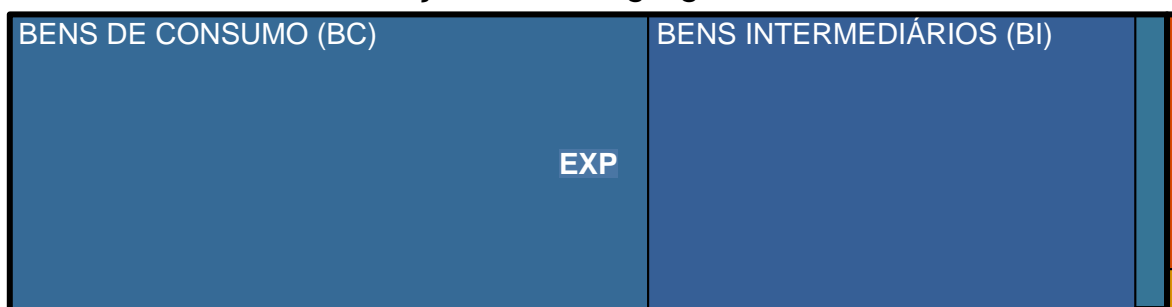 BENS DE CONSUMO (BC)
BENS INTERMEDIÁRIOS (BI)
EXP